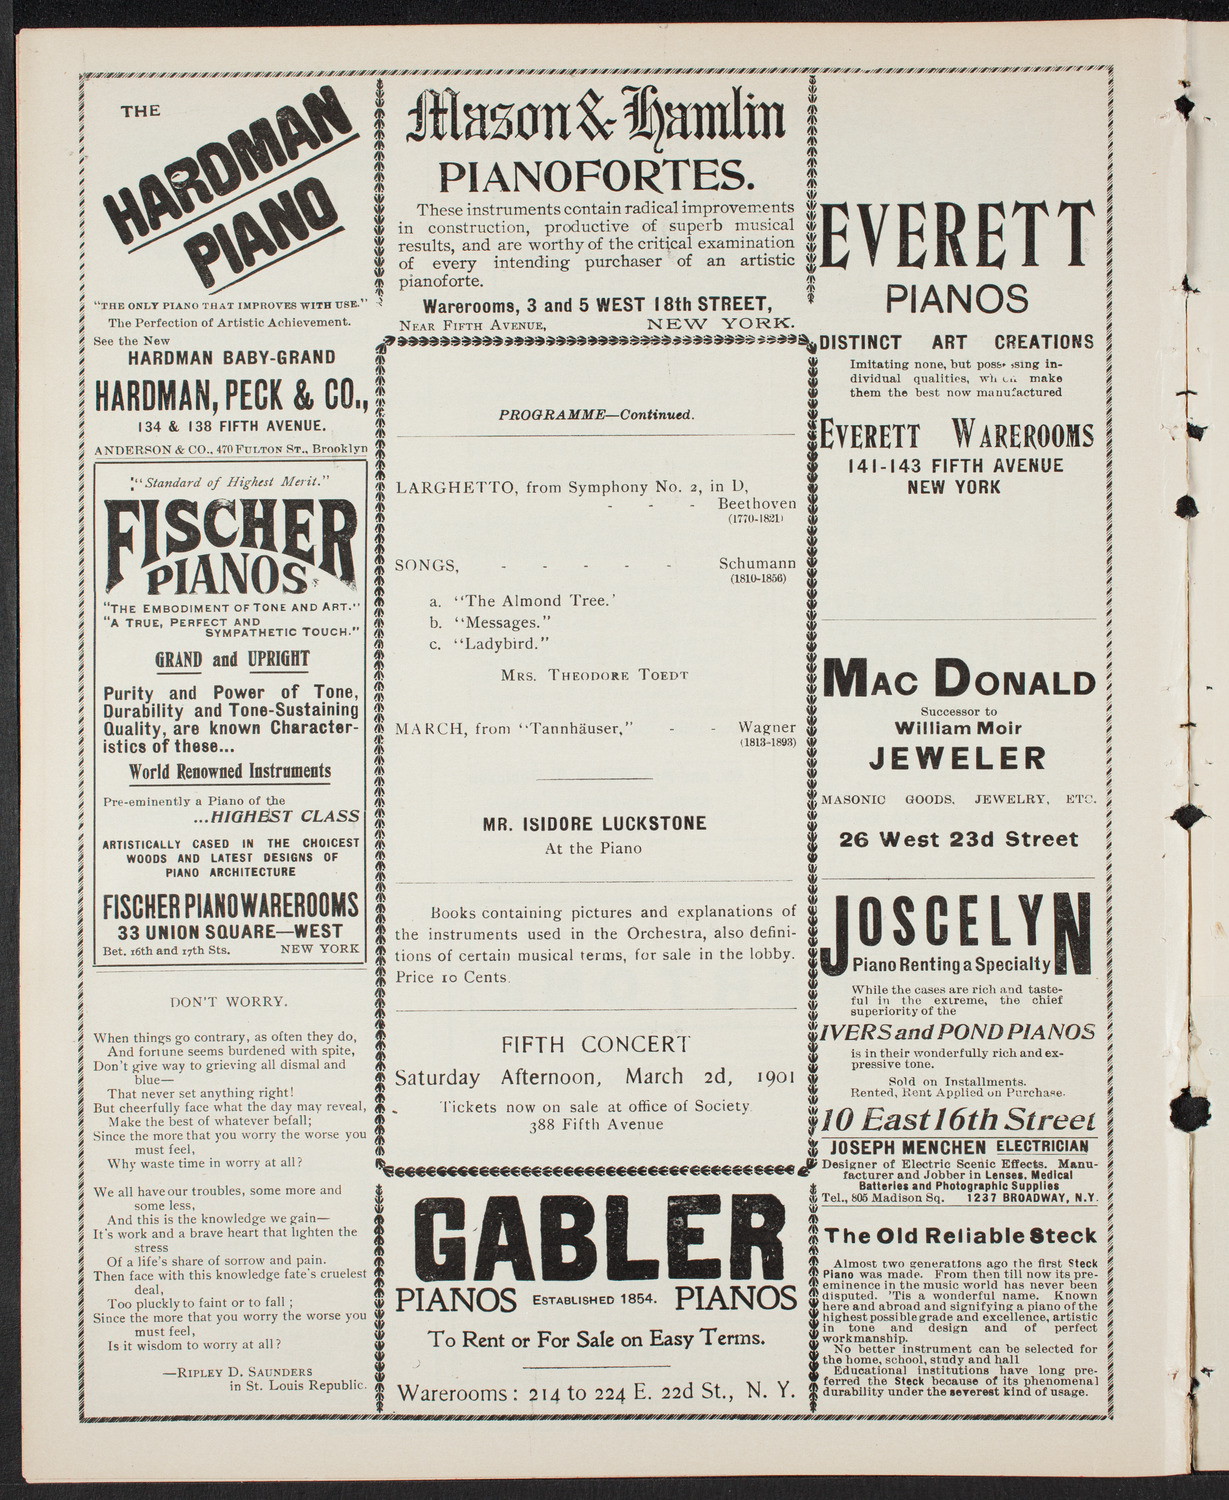 THE
HARDMAN
PIANO
"THE ONLY PIANO THAT IMPROVES WITH USE."
The Perfection of Artistic Achievement.
See the New
HARDMAN BABY-GRAND
HARDMAN, PECK & CO.,
134 & 138 FIFTH AVENUE.
ANDERSON & CO., 470 FULTON ST., Brooklyn
"Standard of Highest Merit."
FISCHER
PIANOS
"THE EMBODIMENT OF TONE AND ART."
"A TRUE, PERFECT AND
SYMPATHETIC TOUCH."
GRAND and UPRIGHT
Purity and Power of Tone,
Durability and Tone-Sustaining
Quality, are known Character-
istics of these...
World Renowned Instruments
Pre-eminently a Piano of the
...HIGHEST CLASS
ARTISTICALLY CASED IN THE CHOICEST
WOODS AND LATEST DESIGNS OF
PIANO ARCHITECTURE
FISCHER PIANO WAREROOMS
33 UNION SQUARE—WEST
Bet. 16th and 17th Sts. NEW YORK
DON'T WORRY.
When things go contrary, as often they do,
And fortune seems burdened with spite,
Don't give way to grieving all dismal and
blue—
That never set anything right!
But cheerfully face what the day may reveal,
Make the best of whatever befall;
Since the more that you worry the worse you
must feel,
Why waste time in worry at all?
We all have our troubles, some more and
some less,
And this is the knowledge we gain—
It's work and a brave heart that lighten the
stress
Of a life's share of sorrow and pain.
Then face with this knowledge fate's cruelest
deal,
Too plucky to faint or to fall;
Since the more that you worry the worse you
must feel,
Is it wisdom to worry at all?
—RIPLEY D. SAUNDERS
in St. Louis Republic.
Mason & Hamlin
PIANOFORTES.
These instruments contain radical improvements
in construction, productive of superb musical
results, and are worthy of the critical examination
of every intending purchaser of an artistic
pianoforte.
Warerooms, 3 and 5 WEST 18th STREET,
NEAR FIFTH AVENUE, NEW YORK.
PROGRAMME—Continued.
LARGHETTO, from Symphony No. 2, in D,
- - - Beethoven
(1770-1821)
SONGS, - - - - - Schumann
(1810-1856)
a. "The Almond Tree.'
b. "Messages."
c. "Ladybird."
MRS. THEODORE TOEDT
MARCH, from "Tannhäuser," - - Wagner
(1813-1893)
MR. ISIDORE LUCKSTONE
At the Piano
Books containing pictures and explanations of
the instruments used in the Orchestra, also defini-
tions of certain musical terms, for sale in the lobby.
Price 10 Cents.
FIFTH CONCERT
Saturday Afternoon, March 2d, 1901
Tickets now on sale at office of Society
388 Fifth Avenue
GABLER
PIANOS ESTABLISHED 1854. PIANOS
To Rent or For Sale on Easy Terms.
Warerooms: 214 to 224 E. 22d St., N. Y.
EVERETT
PIANOS
DISTINCT ART CREATIONS
Imitating none, but possessing in-
dividual qualities, which make
them the best now manufactured
EVERETT WAREROOMS
141-143 FIFTH AVENUE
NEW YORK
MAC DONALD
Successor to
William Moir
JEWELER
MASONIC GOODS, JEWELRY, ETC.
26 West 23d Street
JOSCELYN
Piano Renting a Specialty
While the cases are rich and taste-
ful in the extreme, the chief
superiority of the
IVERS and POND PIANOS
is in their wonderfully rich and ex-
pressive tone.
Sold on Installments.
Rented, Rent Applied on Purchase.
10 East 16th Street
JOSEPH MENCHEN ELECTRICIAN
Designer of Electric Scenic Effects. Manu-
facturer and Jobber in Lenses, Medical
Batteries and Photographic Supplies
Tel., 805 Madison Sq. 1237 BROADWAY, N.Y.
The Old Reliable Steck
Almost two generations ago the first Steck
Piano was made. From then till now its pre-
eminence in the music world has never been
disputed. 'Tis a wonderful name. Known
here and abroad and signifying a piano of the
highest possible grade and excellence, artistic
in tone and design and of perfect
workmanship.
No better instrument can be selected for
the home, school, study and hall
Educational institutions have long pre-
ferred the Steck because of its phenomenal
durability under the severest kind of usage.